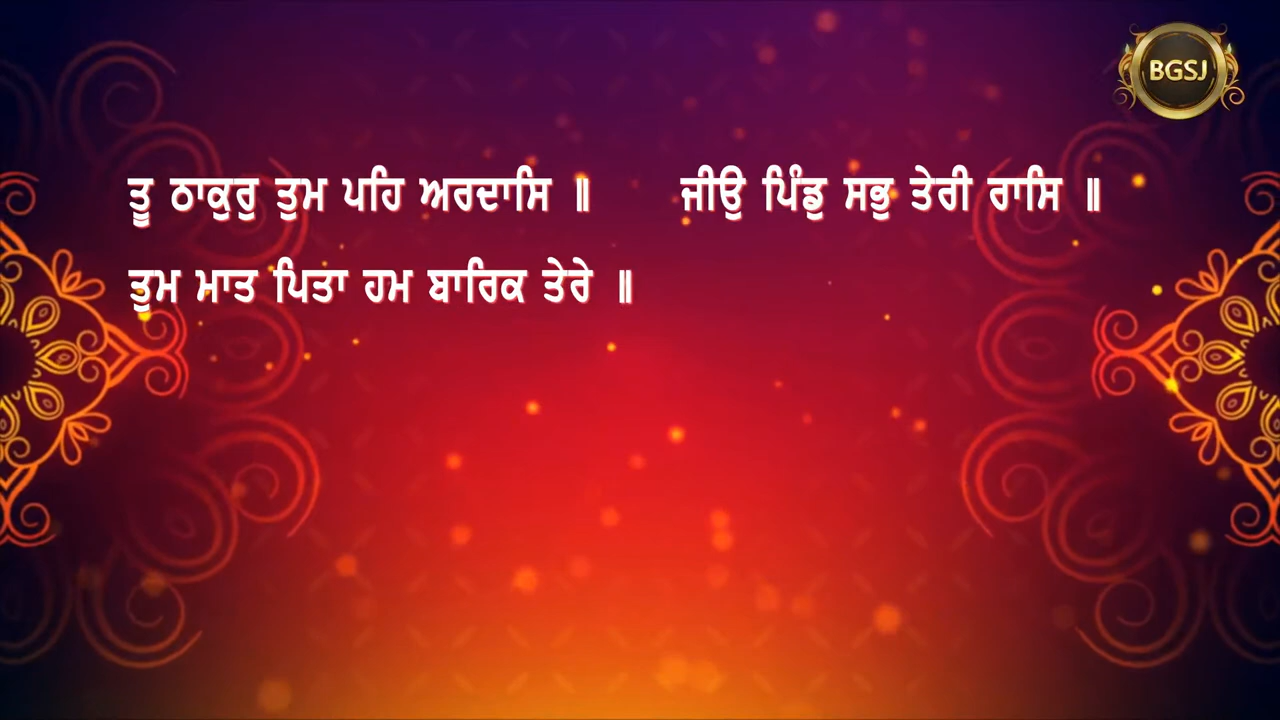 BGSJ
ਤੂ ਠਾਕੁਰੁ ਤੁਮ ਪਹਿ ਅਰਦਾਸਿ ॥ ਜੀਉ ਪਿੰਡੁ ਸਭੁ ਤੇਰੀ ਰਾਸਿ ॥
ਤੁਮ ਮਾਤ ਪਿਤਾ ਹਮ ਬਾਰਿਕ ਤੇਰੇ ॥